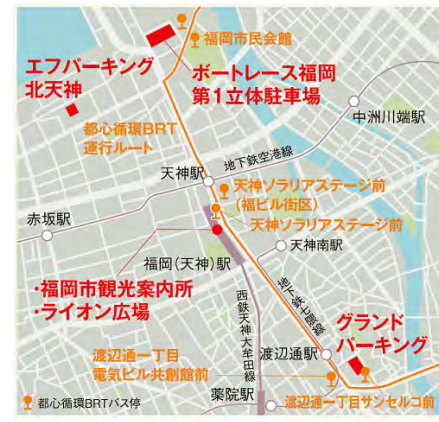 福岡市民会館
エフパーキング
北天神
ボートレース福岡
第1立体駐車場
中洲川端駅
都心循環BRT
運行ルート
地下鉄空港線
天神駅
天神ソラリアステージ前
(福ビル街区)
天神ソラリアステージ前
赤坂駅
天神南駅
福岡(天神)駅
・福岡市観光案内所
・ライオン広場
地下鉄七隈線
西鉄天神大牟田線
グランド
パーキング
渡辺通一丁目
電気ビル共創館前
渡辺通駅
薬院駅
渡辺通一丁目サンセルコ前
都心循環BRTバス停